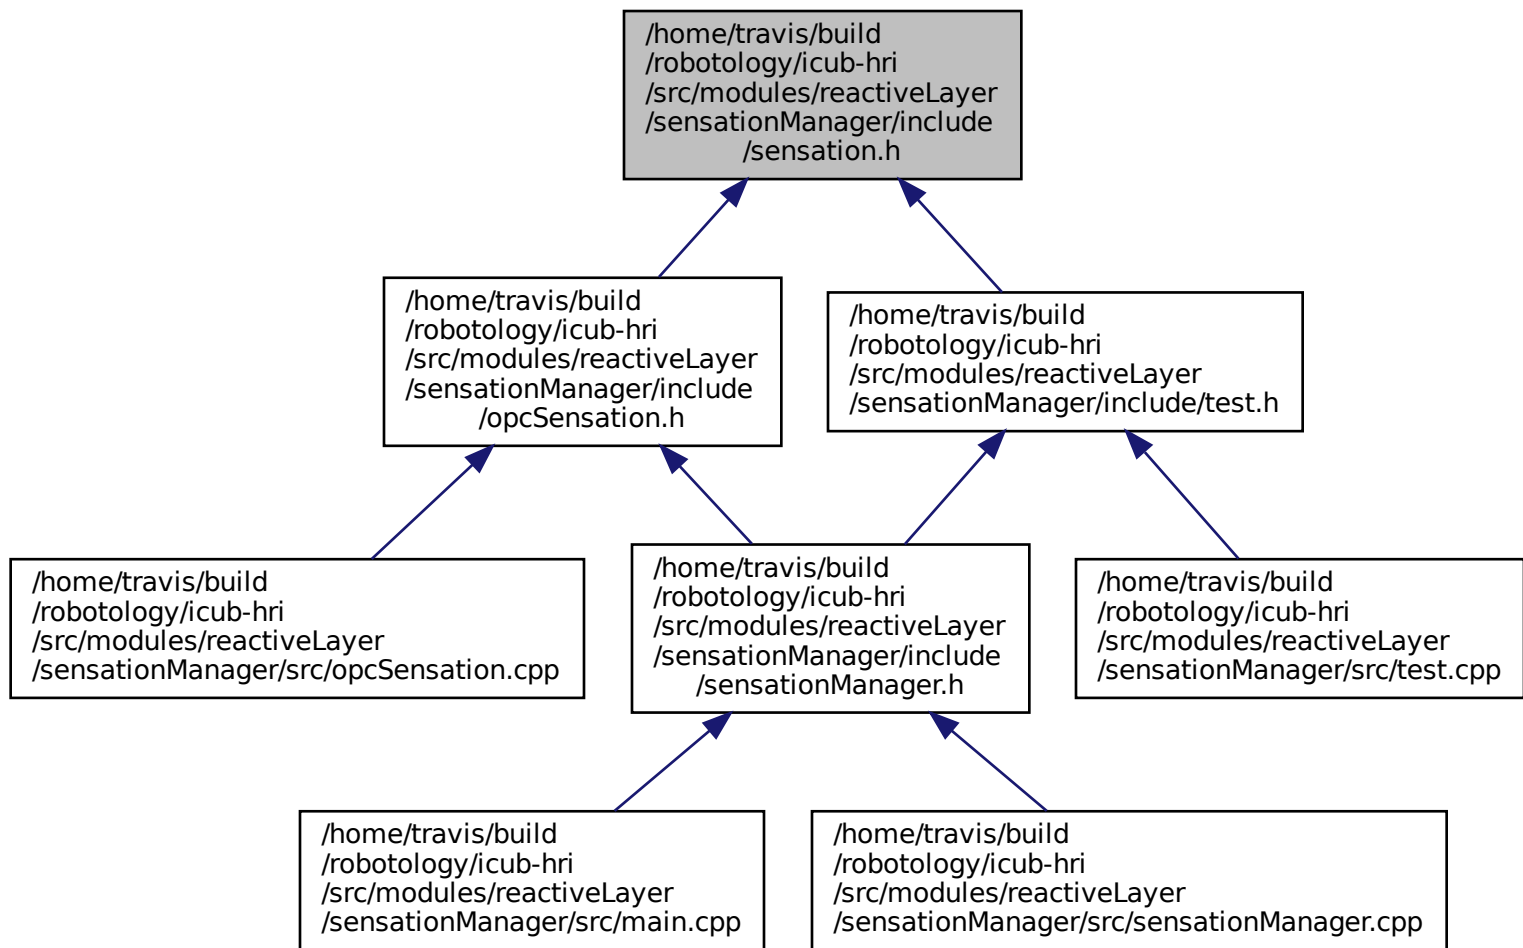 /home/travis/build
/robotology/icub-hri
/src/modules/reactiveLayer
/sensationManager/include
/sensation.h
/home/travis/build
/robotology/icub-hri
/src/modules/reactiveLayer
/sensationManager/include
/opcSensation.h
/home/travis/build
/robotology/icub-hri
/src/modules/reactiveLayer
/sensationManager/include/test.h
/home/travis/build
/robotology/icub-hri
/src/modules/reactiveLayer
/sensationManager/src/opcSensation.cpp
/home/travis/build
/robotology/icub-hri
/src/modules/reactiveLayer
/sensationManager/include
/sensationManager.h
/home/travis/build
/robotology/icub-hri
/src/modules/reactiveLayer
/sensationManager/src/test.cpp
/home/travis/build
/robotology/icub-hri
/src/modules/reactiveLayer
/sensationManager/src/main.cpp
/home/travis/build
/robotology/icub-hri
/src/modules/reactiveLayer
/sensationManager/src/sensationManager.cpp